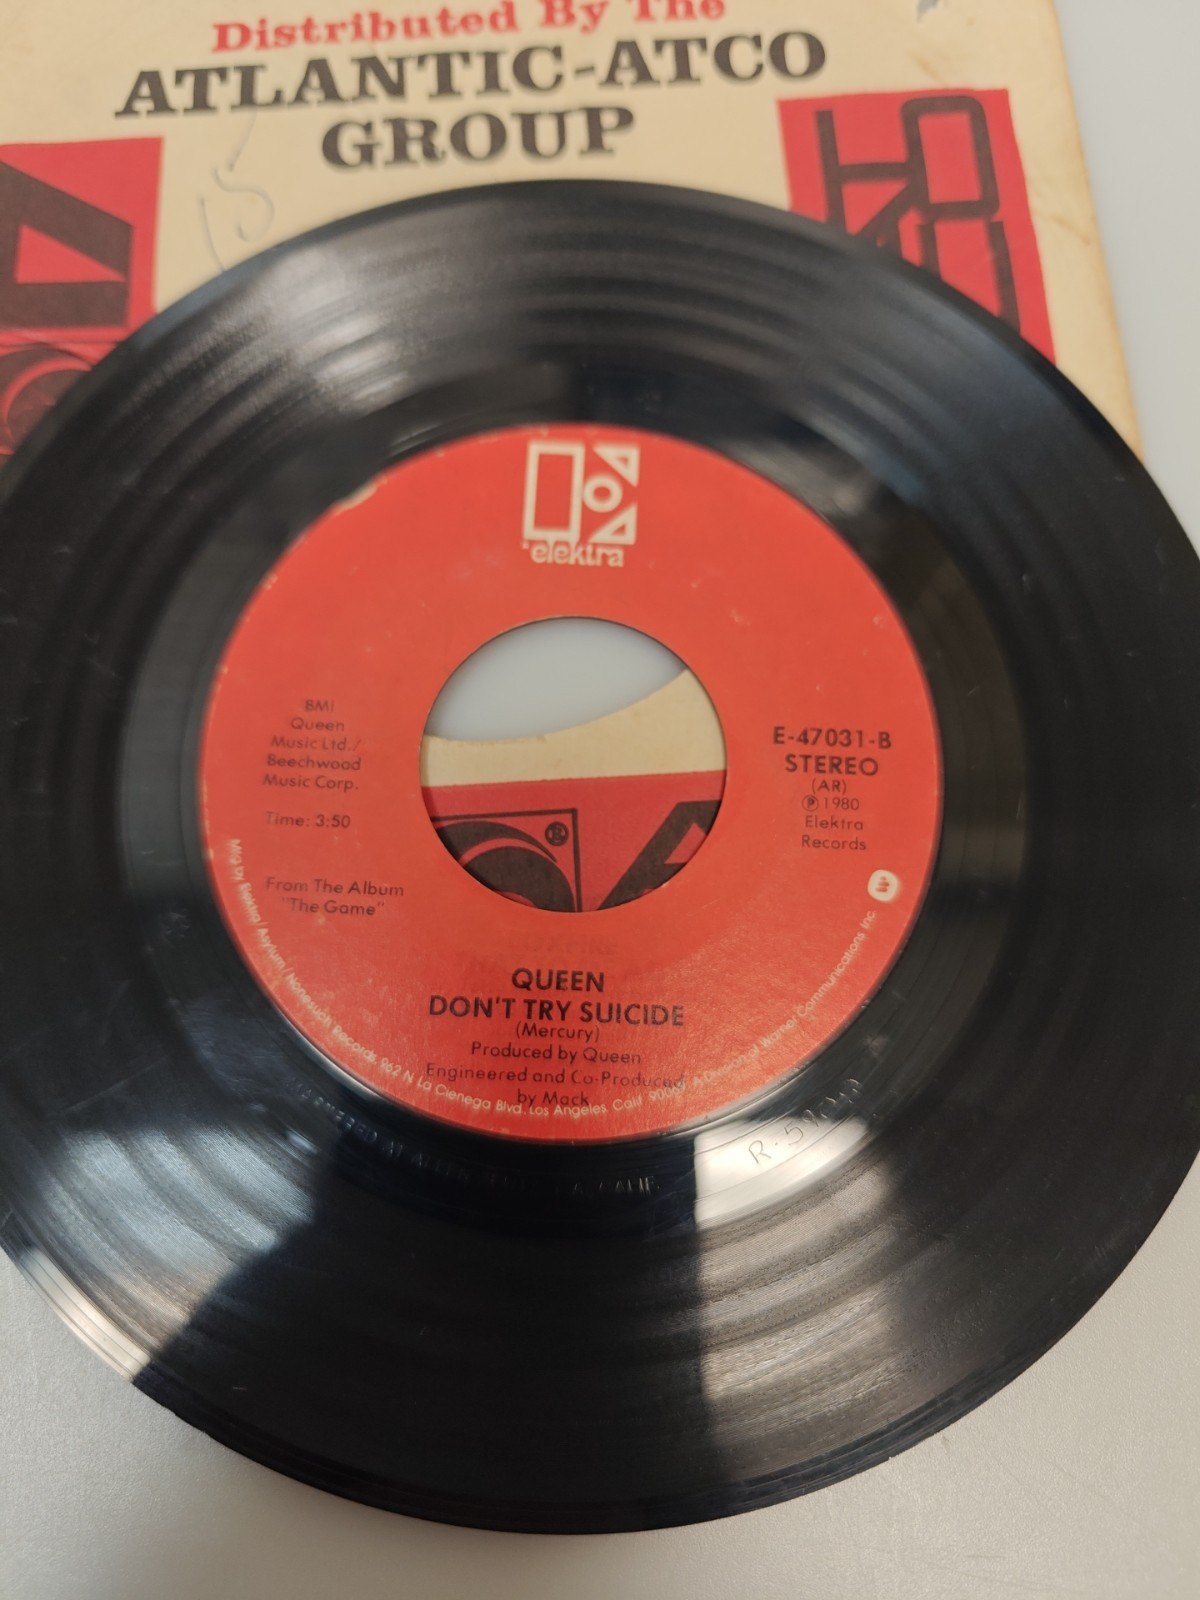 Distributed By The
ATLANTIC-ATCO
GROUP
elektra
BMI
Queen
Music Ltd./
Beechwood
Music Corp.
Time: 3:50
From The Album
"The Game"
E-47031-B
STEREO
(AR)
℗ 1980
Elektra
Records
®
QUEEN
DON'T TRY SUICIDE
(Mercury)
Produced by Queen
Engineered and Co-Produced
by Mack
Mfg. by Elektra/Asylum/Nonesuch Records, 962 N. La Cienega Blvd. Los Angeles, Calif. 90069, A Division of Warner Communications Inc.